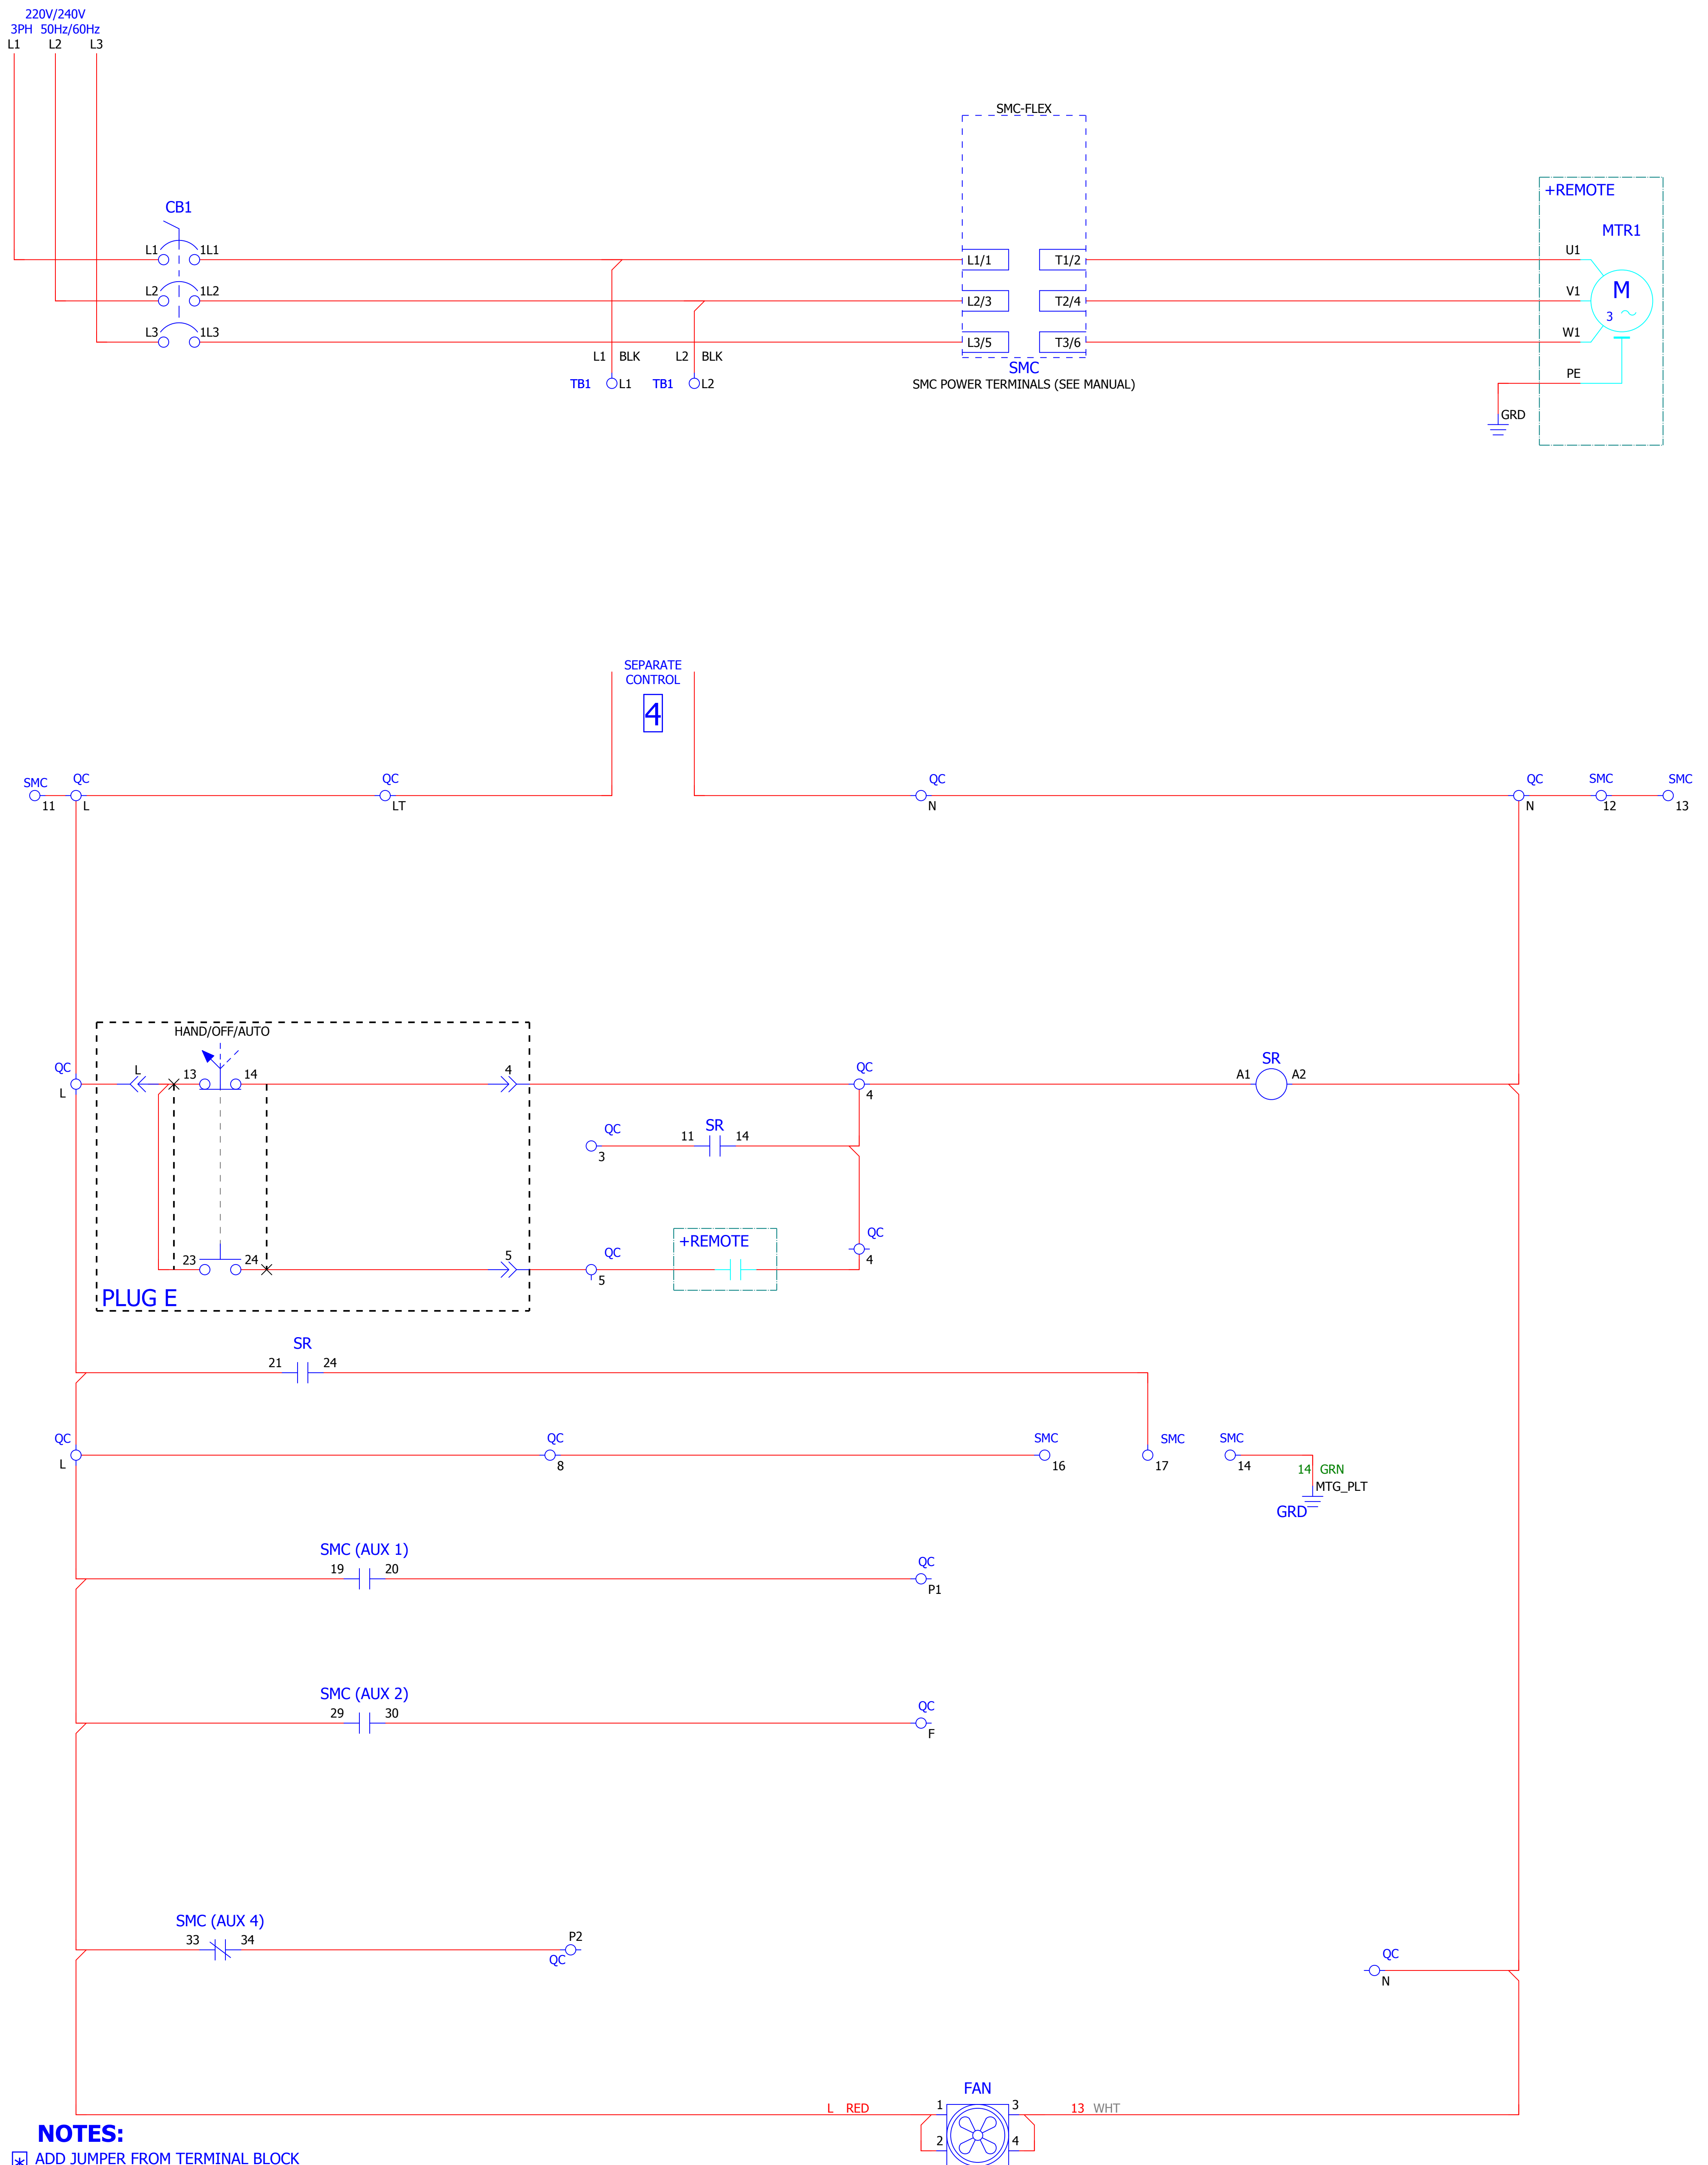 220V/240V
3PH 50Hz/60Hz
L1 L2 L3
SMC-FLEX
+REMOTE
CB1
MTR1
L1 1L1 L1/1 T1/2 U1
L2 1L2 L2/3 T2/4 V1 M
3
L3 1L3 L3/5 T3/6 W1
L1 BLK L2 BLK
SMC
TB1 L1 TB1 L2 SMC POWER TERMINALS (SEE MANUAL)
PE
GRD
SEPARATE
CONTROL
4
SMC QC QC QC QC SMC SMC
11 L LT N N 12 13
HAND/OFF/AUTO
QC L 13 14 4 QC SR
A1 A2
L 4
QC SR
11 14
3
QC
+REMOTE
23 24 5 QC 4
5
PLUG E
SR
21 24
QC QC SMC SMC SMC
L 8 16 17 14
14 GRN
MTG_PLT
GRD
SMC (AUX 1)
19 20 QC
P1
SMC (AUX 2)
29 30 QC
F
SMC (AUX 4)
33 34 P2
QC QC
N
FAN
L RED 1 3 13 WHT
2 4
NOTES:
* ADD JUMPER FROM TERMINAL BLOCK